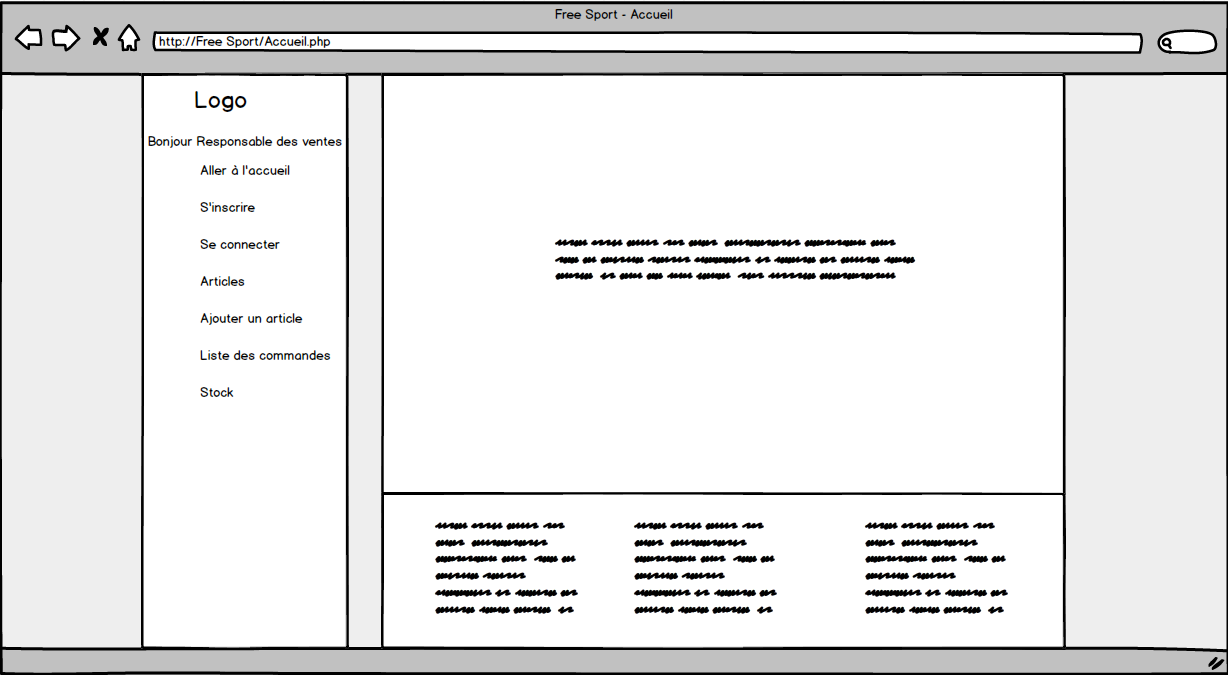 Free Sport - Accueil
http://Free Sport/Accueil.php
Logo
Bonjour Responsable des ventes
Aller à l'accueil
S'inscrire
Se connecter
Articles
Ajouter un article
Liste des commandes
Stock